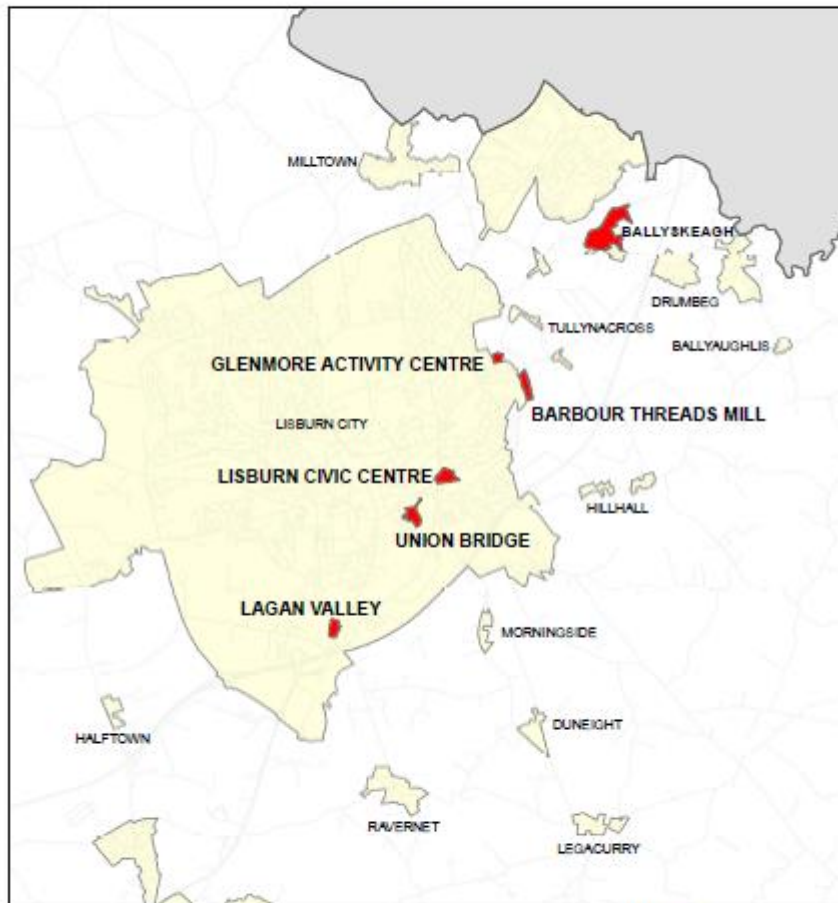 MILLTOWN
BALLYSKEAGH
DRUMBEG
TULLYNACROSS
BALLYAUGHLIS
GLENMORE ACTIVITY CENTRE
BARBOUR THREADS MILL
LISBURN CITY
LISBURN CIVIC CENTRE
HILLHALL
UNION BRIDGE
LAGAN VALLEY
MORNINGSIDE
DUNEIGHT
HALFTOWN
RAVERNET
LEGACURRY